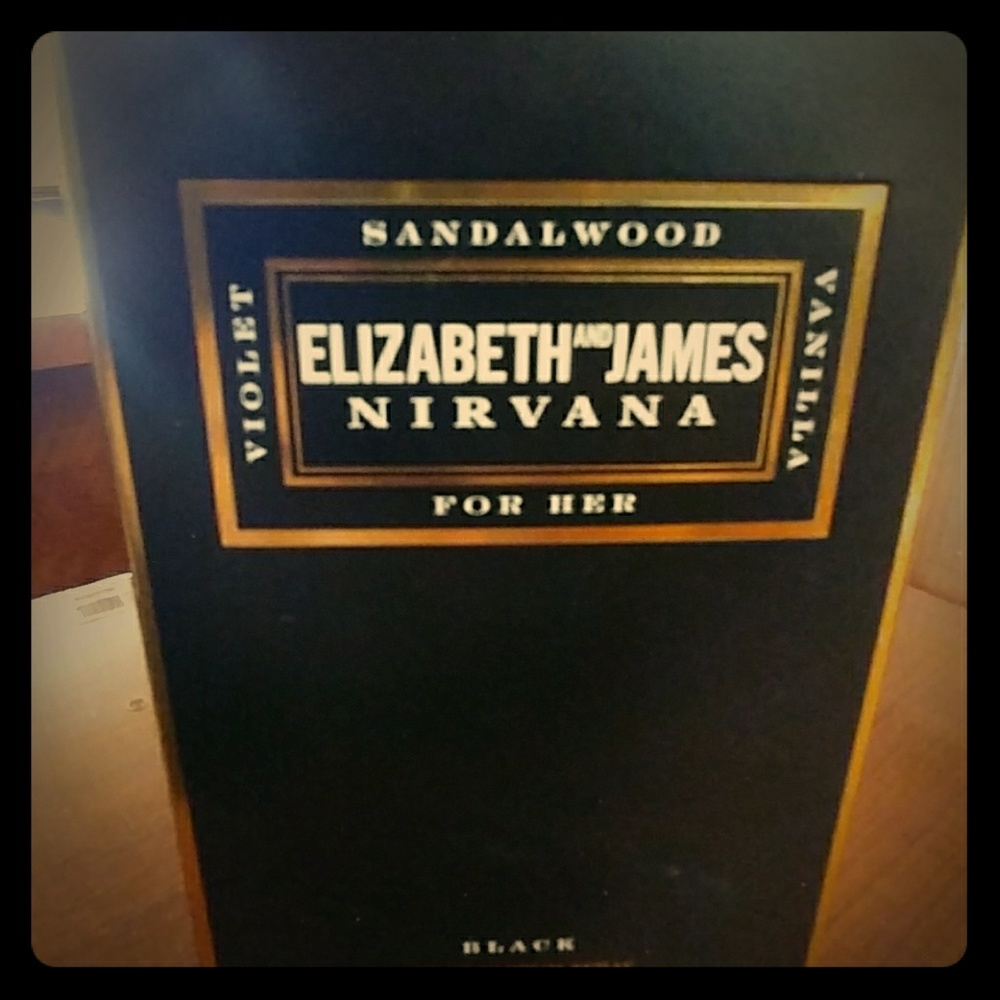 SANDALWOOD
VIOLET
ELIZABETH AND JAMES
NIRVANA
VANILLA
FOR HER
BLACK